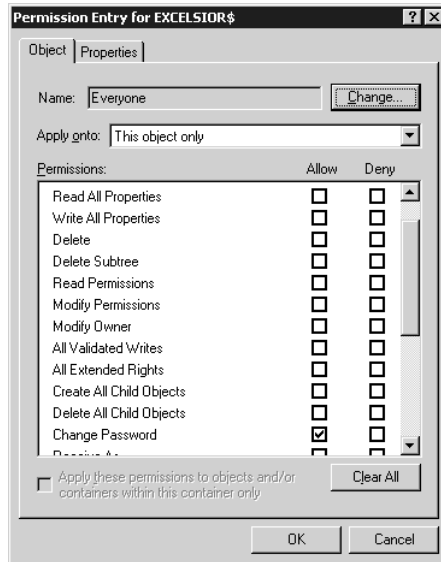 Permission Entry for EXCELSIOR$
Object Properties
Name: Everyone Change...
Apply onto: This object only
Permissions: Allow Deny
Read All Properties
Write All Properties
Delete
Delete Subtree
Read Permissions
Modify Permissions
Modify Owner
All Validated Writes
All Extended Rights
Create All Child Objects
Delete All Child Objects
Change Password
Apply these permissions to objects and/or
containers within this container only
Clear All
OK Cancel